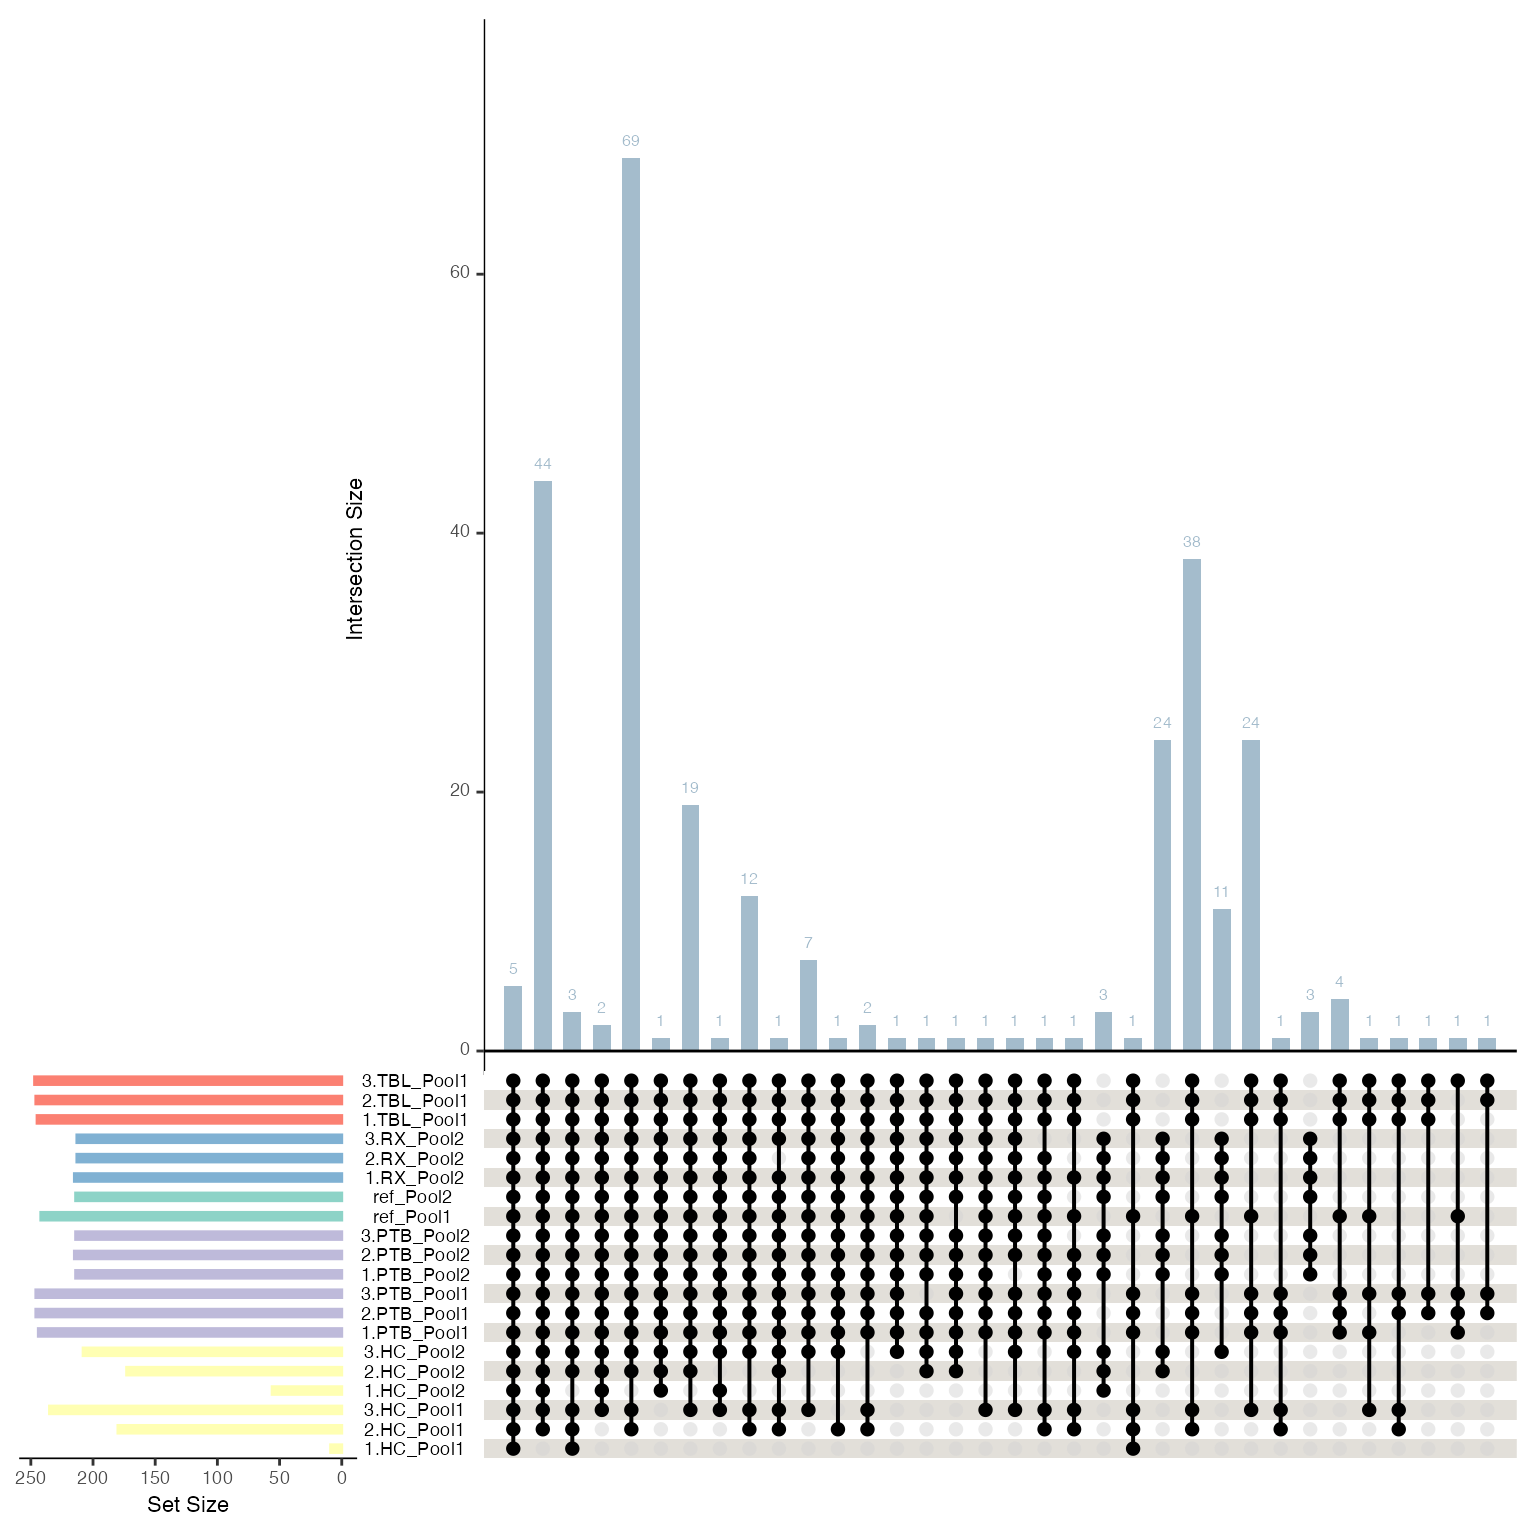 69
60
44
38
40
24 24
19
20
12
11
7
5
4
3 2 1 1 1 1 2 1 1 1 1 1 1 1 3 1 1 3 1 1 1 1 1
0
Intersection Size
3.TBL_Pool1
2.TBL_Pool1
1.TBL_Pool1
3.RX_Pool2
2.RX_Pool2
1.RX_Pool2
ref_Pool2
ref_Pool1
3.PTB_Pool2
2.PTB_Pool2
1.PTB_Pool2
3.PTB_Pool1
2.PTB_Pool1
1.PTB_Pool1
3.HC_Pool2
2.HC_Pool2
1.HC_Pool2
3.HC_Pool1
2.HC_Pool1
1.HC_Pool1
250 200 150 100 50 0
Set Size